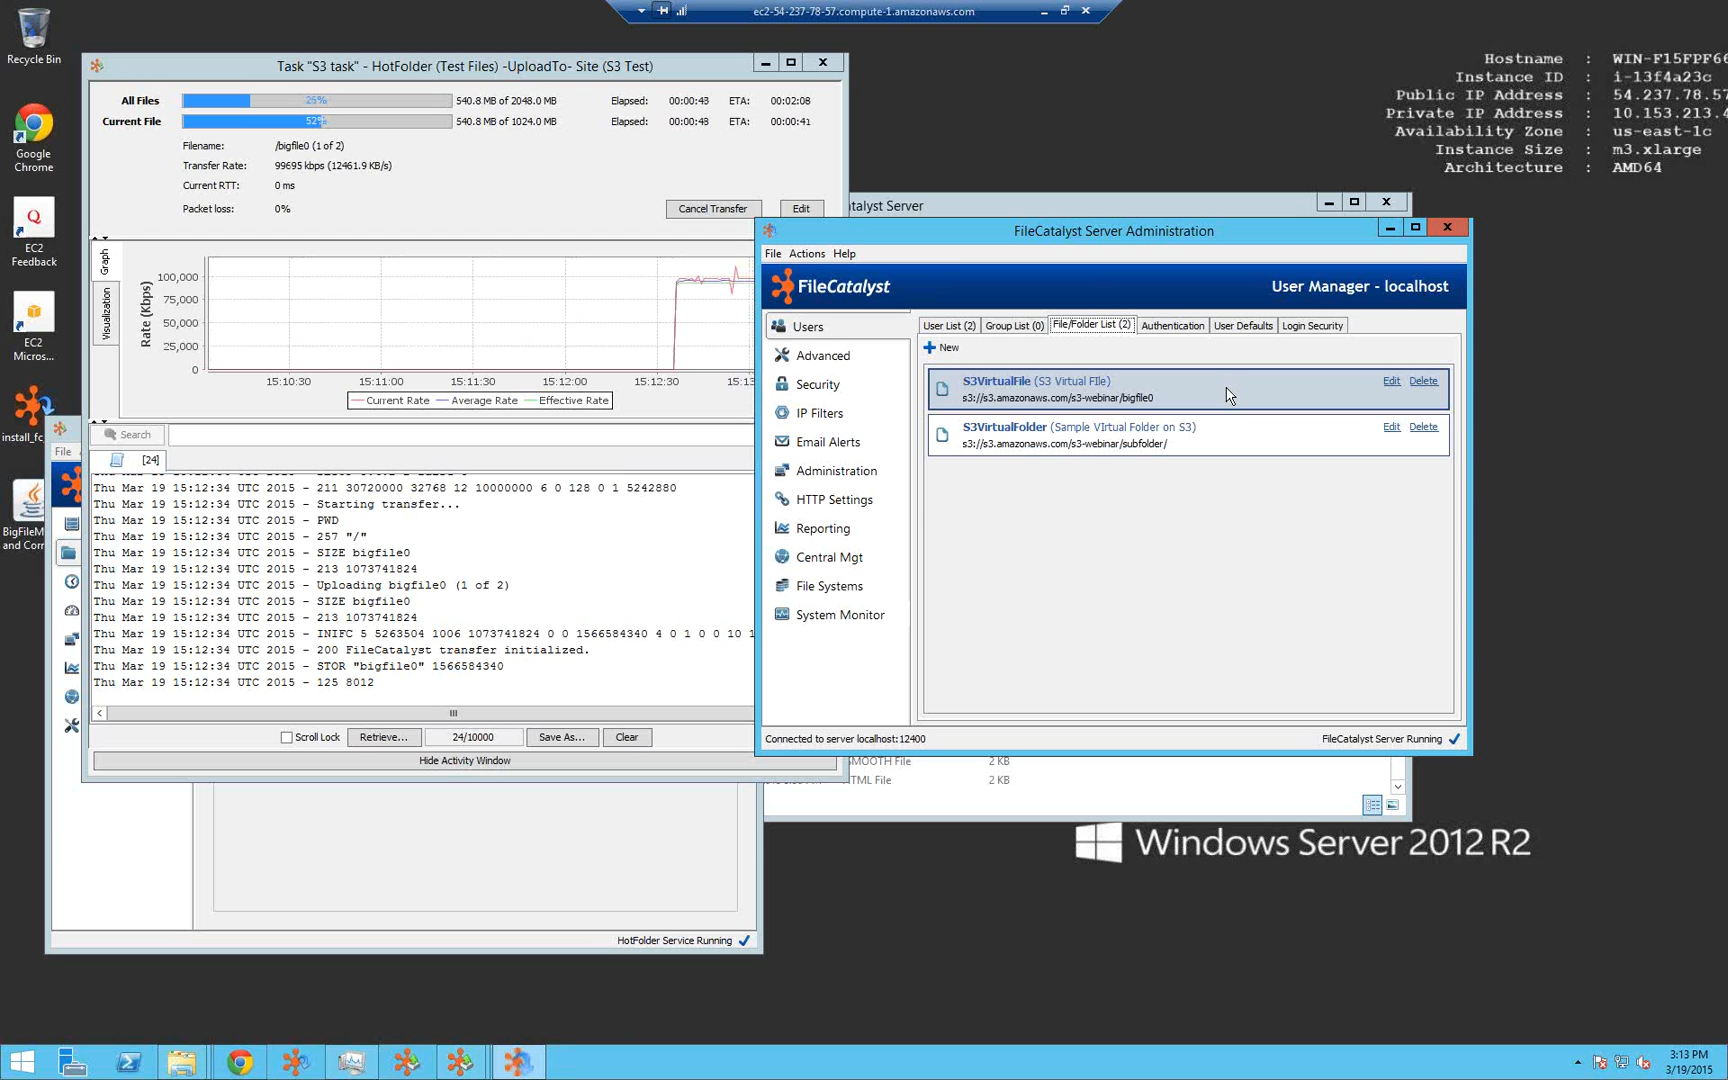 ec2-54-237-78-57.compute-1.amazonaws.com
Recycle Bin
Google
Chrome
EC2
Feedback
EC2
Micros...
install_fc
BigFileM
and Corr
Hostname : WIN-F15FPF66
Instance ID : i-13f4a23c
Public IP Address : 54.237.78.57
Private IP Address : 10.153.213.4
Availability Zone : us-east-1c
Instance Size : m3.xlarge
Architecture : AMD64
Task "S3 task" - HotFolder (Test Files) -UploadTo- Site (S3 Test)
All Files 25% 540.8 MB of 2048.0 MB Elapsed: 00:00:43 ETA: 00:02:08
Current File 52% 540.8 MB of 1024.0 MB Elapsed: 00:00:43 ETA: 00:00:41
Filename: /bigfile0 (1 of 2)
Transfer Rate: 99695 kbps (12461.9 KB/s)
Current RTT: 0 ms
Packet loss: 0%
Cancel Transfer
Edit
Graph
Visualization
Rate (Kbps)
100,000
75,000
50,000
25,000
0
15:10:30 15:11:00 15:11:30 15:12:00 15:12:30 15:13
Current Rate Average Rate Effective Rate
Search
[24]
Thu Mar 19 15:12:34 UTC 2015 - 211 30720000 32768 12 10000000 6 0 128 0 1 5242880
Thu Mar 19 15:12:34 UTC 2015 - Starting transfer...
Thu Mar 19 15:12:34 UTC 2015 - PWD
Thu Mar 19 15:12:34 UTC 2015 - 257 "/"
Thu Mar 19 15:12:34 UTC 2015 - SIZE bigfile0
Thu Mar 19 15:12:34 UTC 2015 - 213 1073741824
Thu Mar 19 15:12:34 UTC 2015 - Uploading bigfile0 (1 of 2)
Thu Mar 19 15:12:34 UTC 2015 - SIZE bigfile0
Thu Mar 19 15:12:34 UTC 2015 - 213 1073741824
Thu Mar 19 15:12:34 UTC 2015 - INIFC 5 5263504 1006 1073741824 0 0 1566584340 4 0 1 0 0 10 1
Thu Mar 19 15:12:34 UTC 2015 - 200 FileCatalyst transfer initialized.
Thu Mar 19 15:12:34 UTC 2015 - STOR "bigfile0" 1566584340
Thu Mar 19 15:12:34 UTC 2015 - 125 8012
Scroll Lock
Retrieve...
24/10000
Save As...
Clear
Hide Activity Window
File
HotFolder Service Running
atalyst Server
FileCatalyst Server Administration
File Actions Help
FileCatalyst
User Manager - localhost
Users
Advanced
Security
IP Filters
Email Alerts
Administration
HTTP Settings
Reporting
Central Mgt
File Systems
System Monitor
User List (2) Group List (0) File/Folder List (2) Authentication User Defaults Login Security
New
S3VirtualFile (S3 Virtual FIle) Edit Delete
s3://s3.amazonaws.com/s3-webinar/bigfile0
S3VirtualFolder (Sample VIrtual Folder on S3) Edit Delete
s3://s3.amazonaws.com/s3-webinar/subfolder/
Connected to server localhost:12400
FileCatalyst Server Running
SMOOTH File 2 KB
HTML File 2 KB
Windows Server 2012 R2
3:13 PM
3/19/2015